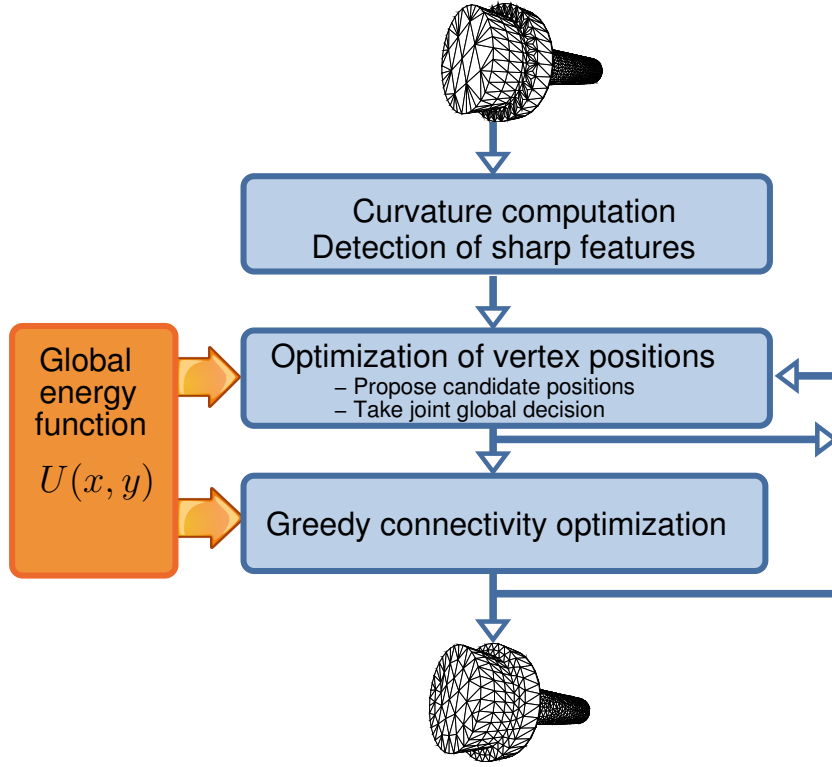 Curvature computation
Detection of sharp features
Optimization of vertex positions
– Propose candidate positions
– Take joint global decision
Global
energy
function
U(x, y)
Greedy connectivity optimization